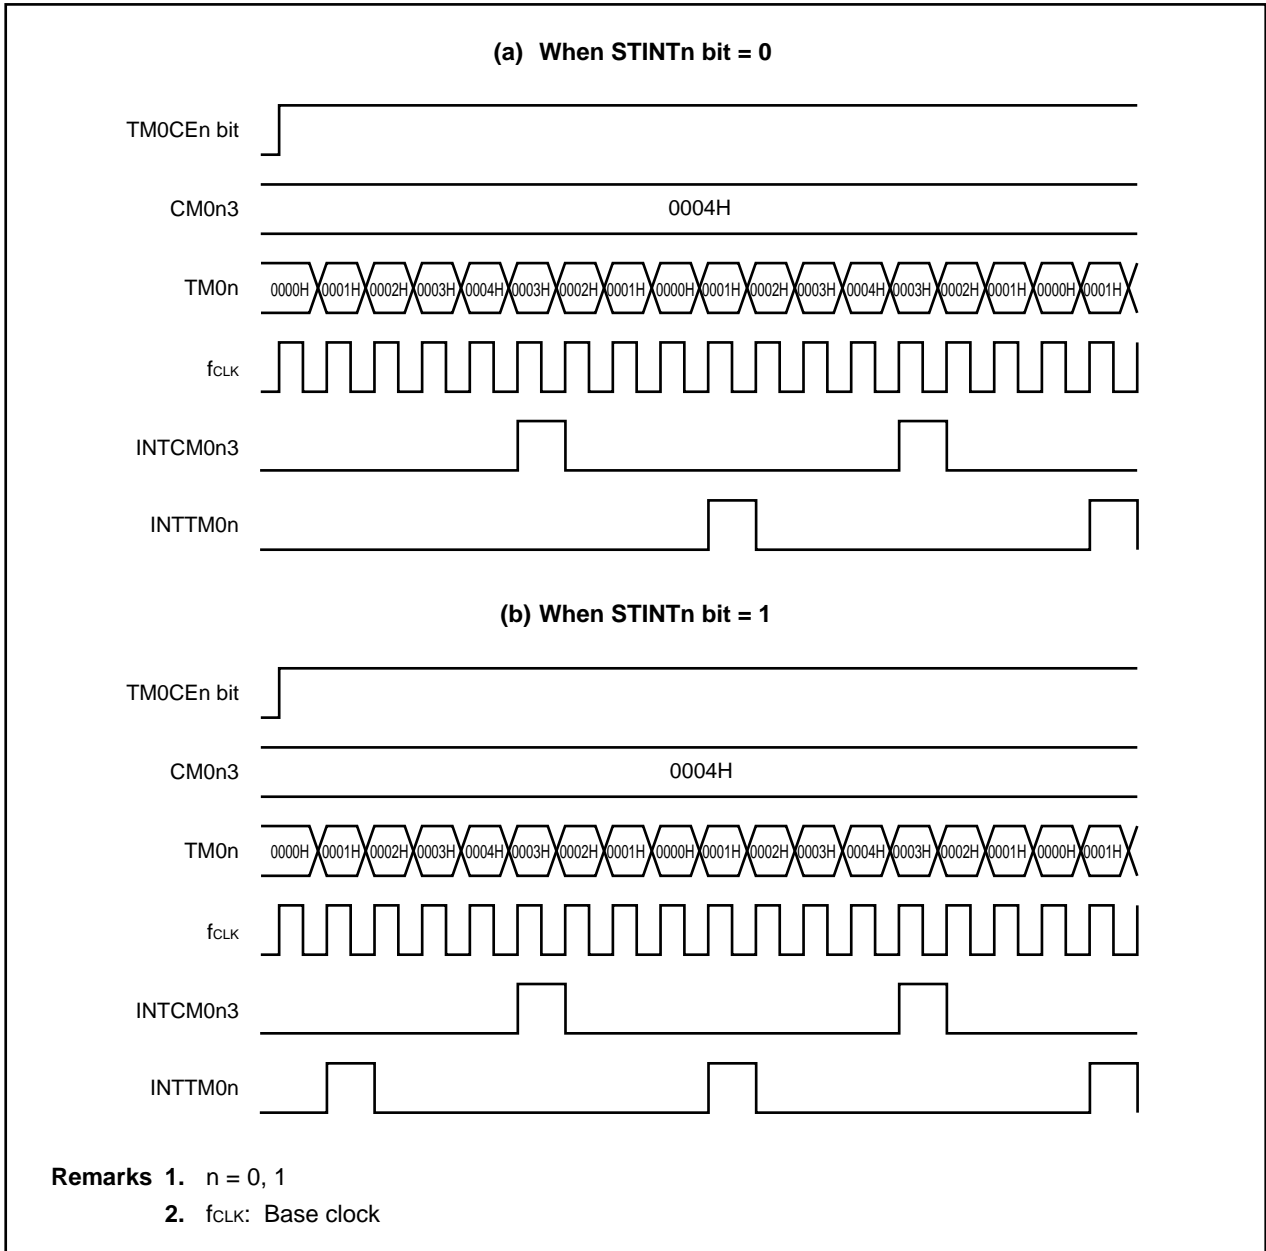 (a) When STINTn bit = 0
TM0CEn bit
CM0n3
0004H
TM0n
0000H 0001H 0002H 0003H 0004H 0003H 0002H 0001H 0000H 0001H 0002H 0003H 0004H 0003H 0002H 0001H 0000H 0001H
fCLK
INTCM0n3
INTTM0n
(b) When STINTn bit = 1
TM0CEn bit
CM0n3
0004H
TM0n
0000H 0001H 0002H 0003H 0004H 0003H 0002H 0001H 0000H 0001H 0002H 0003H 0004H 0003H 0002H 0001H 0000H 0001H
fCLK
INTCM0n3
INTTM0n
Remarks 1. n = 0, 1
2. fCLK: Base clock